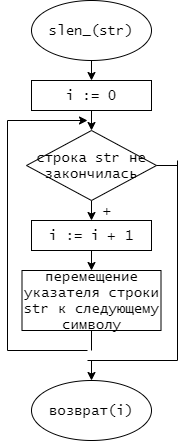 slen_(str)
i := 0
строка str не
закончилась
+
i := i + 1
перемещение
указателя строки
str к следующему
символу
возврат(i)